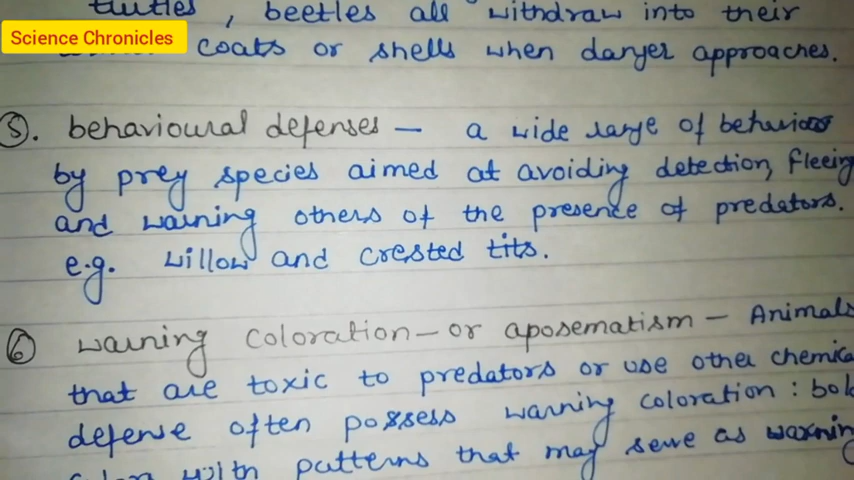 turtles, beetles all withdraw into their
Science Chronicles
coats or shells when danger approaches.
5. behavioural defenses — a wide range of behaviors
by prey species aimed at avoiding detection, fleeing
and warning others of the presence of predators.
e.g. willow and crested tits.
6 warning coloration — or aposematism — Animals
that are toxic to predators or use other chemica
defense often possess warning coloration : bold
with patterns that may serve as warning